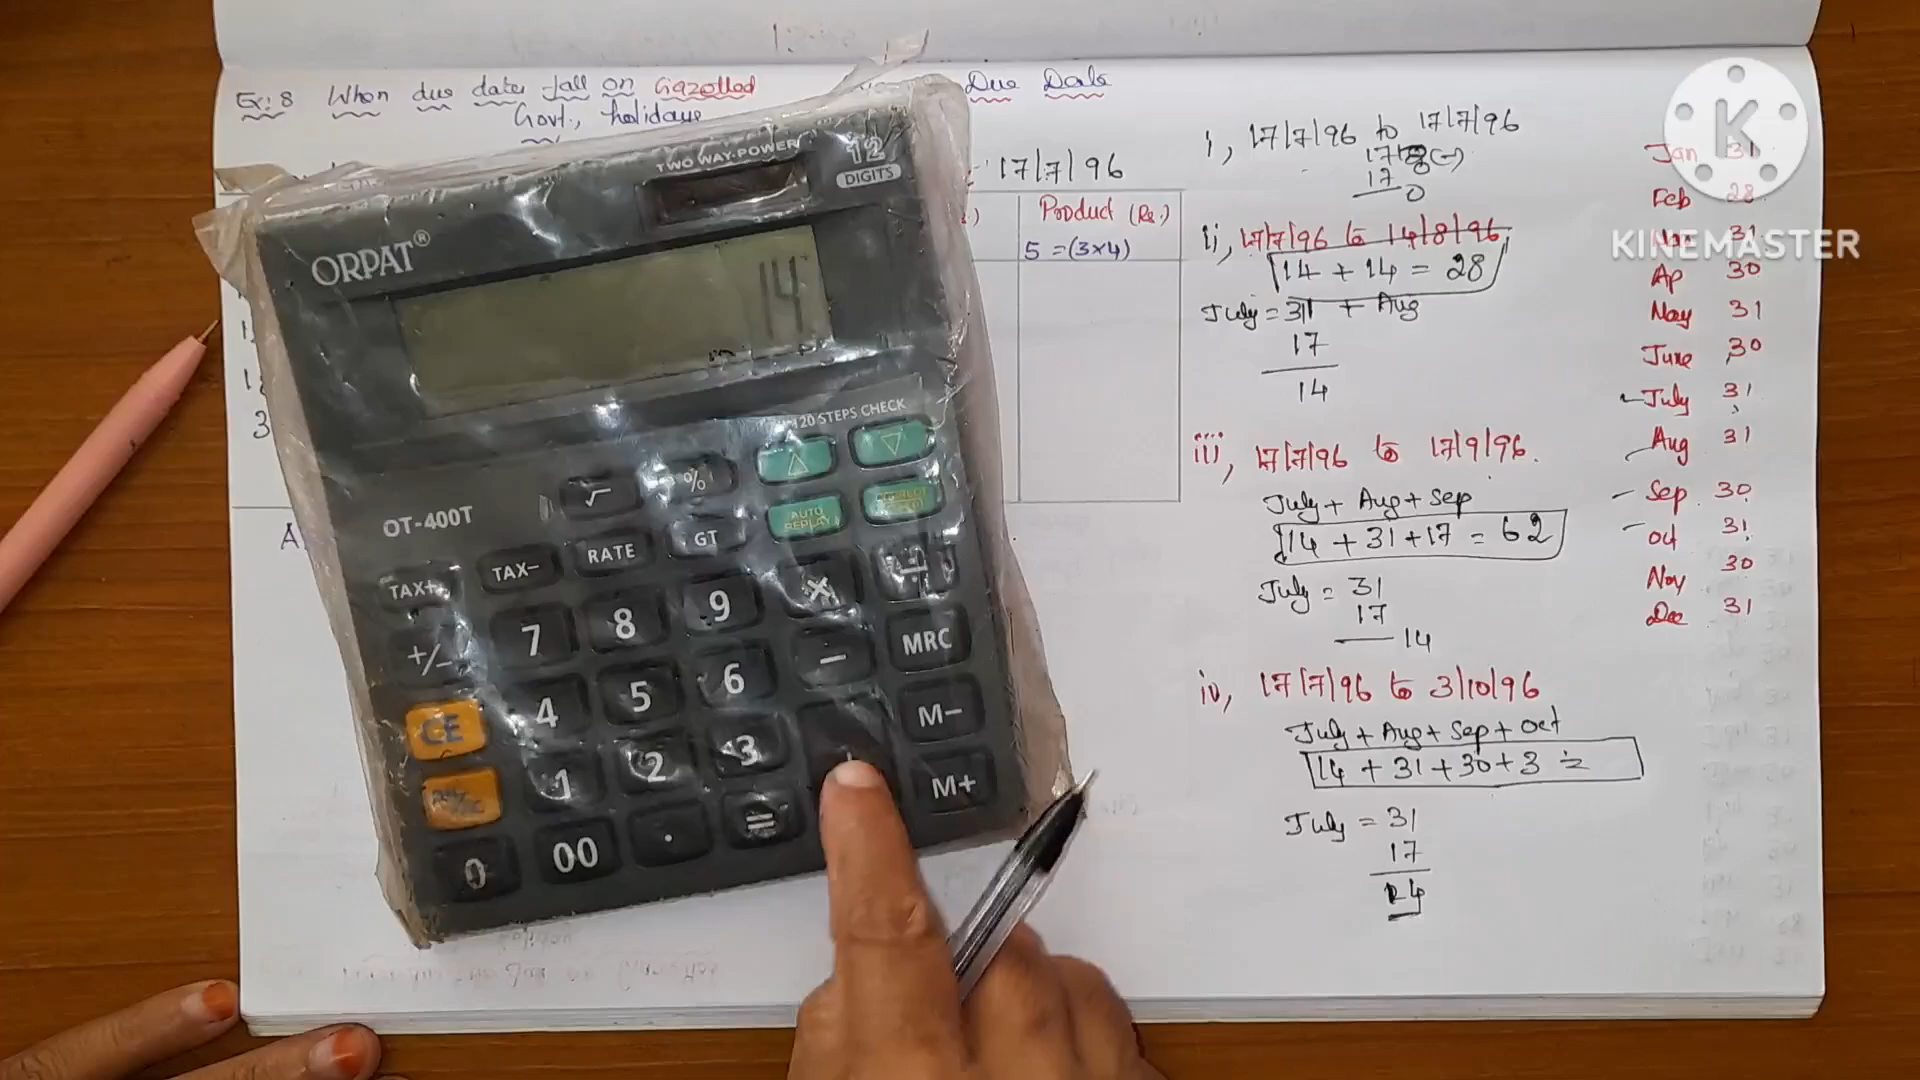 Ex: 8 When due date fall on Gazetted
Govt., holidays
Due Date
17/7/96
Product (Rs.)
5 = (3x4)
i, 17/7/96 to 17/7/96
17
0
ii, 17/7/96 to 14/8/96
14 + 14 = 28
July = 31 + Aug
17
14
iii, 17/7/96 to 17/9/96.
July + Aug + Sep
14 + 31 + 17 = 62
July = 31
17
14
iv, 17/7/96 to 3/10/96
July + Aug + Sep + Oct
14 + 31 + 30 + 3 =
July = 31
17
14
Jan 31
Feb 28
Mar 31
Ap 30
May 31
June 30
July 31
Aug 31
Sep 30
Oct 31
Nov 30
Dec 31
K
KINEMASTER
TWO WAY POWER
12
DIGITS
ORPAT®
14
120 STEPS CHECK
OT-400T
√ % △ ▽
TAX+ TAX− RATE GT AUTO REPLAY CORRECT
+/− 7 8 9 ×
CE 4 5 6 − MRC
1 2 3 + M−
0 00 . = M+